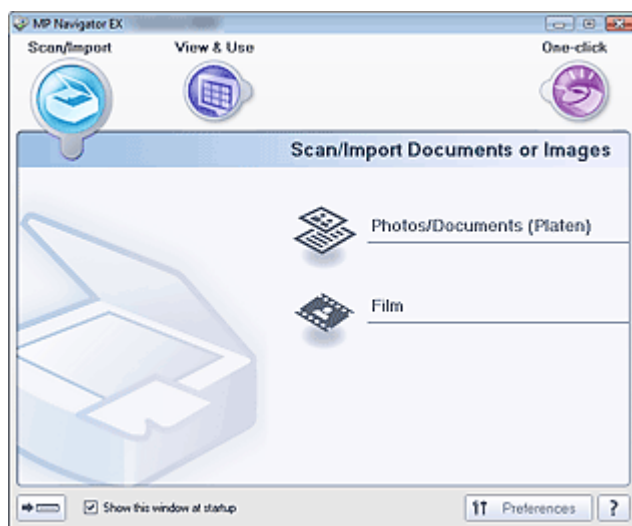 MP Navigator EX
Scan/Import
View & Use
One-click
Scan/Import Documents or Images
Photos/Documents (Platen)
Film
Show this window at startup
Preferences
?